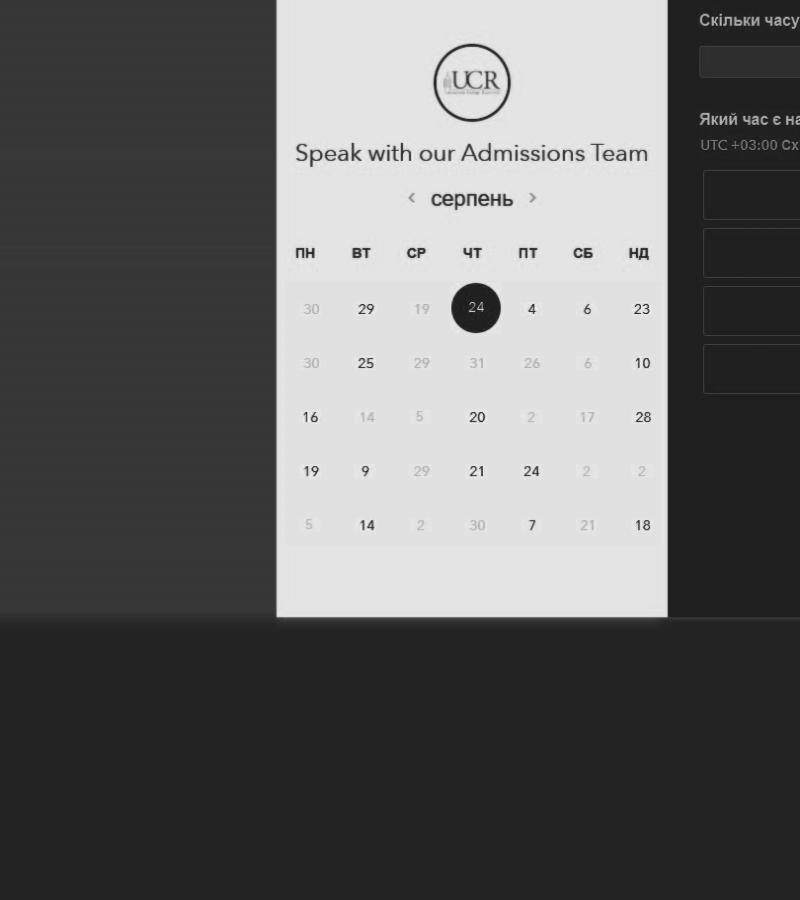 UCR
Speak with our Admissions Team
серпень
ПН ВТ СР ЧТ ПТ СБ НД
30 29 19 24 4 6 23
30 25 29 31 26 6 10
16 14 5 20 2 17 28
19 9 29 21 24 2 2
5 14 2 30 7 21 18
Скільки часу
Який час є на
UTC +03:00 Сх